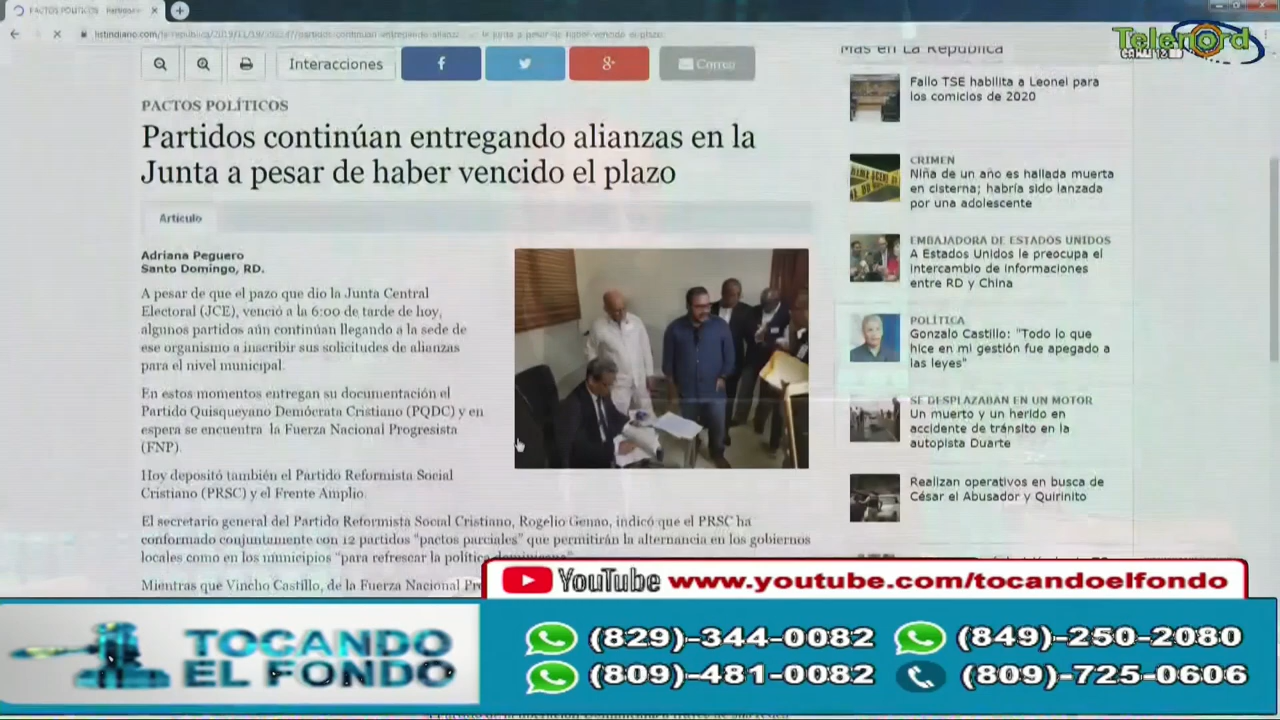 PACTOS POLÍTICOS
Interacciones
Correo
PACTOS POLÍTICOS
Partidos continúan entregando alianzas en la
Junta a pesar de haber vencido el plazo
Artículo
Adriana Peguero
Santo Domingo, RD.
A pesar de que el pazo que dio la Junta Central
Electoral (JCE), venció a la 6:00 de tarde de hoy,
algunos partidos aún continúan llegando a la sede de
ese organismo a inscribir sus solicitudes de alianzas
para el nivel municipal.
En estos momentos entregan su documentación el
Partido Quisqueyano Demócrata Cristiano (PQDC) y en
espera se encuentra la Fuerza Nacional Progresista
(FNP).
Hoy depositó también el Partido Reformista Social
Cristiano (PRSC) y el Frente Amplio.
El secretario general del Partido Reformista Social Cristiano, Rogelio Genao, indicó que el PRSC ha
conformado conjuntamente con 12 partidos “pactos parciales” que permitirán la alternancia en los gobiernos
locales como en los municipios “para refrescar la política dominicana”
Mientras que Vincho Castillo, de la Fuerza Nacional
Más en La República
Fallo TSE habilita a Leonel para
los comicios de 2020
CRIMEN
Niña de un año es hallada muerta
en cisterna; habría sido lanzada
por una adolescente
EMBAJADORA DE ESTADOS UNIDOS
A Estados Unidos le preocupa el
intercambio de informaciones
entre RD y China
POLÍTICA
Gonzalo Castillo: "Todo lo que
hice en mi gestión fue apegado a
las leyes"
SE DESPLAZABAN EN UN MOTOR
Un muerto y un herido en
accidente de tránsito en la
autopista Duarte
Realizan operativos en busca de
César el Abusador y Quirinito
Telenord
YouTube www.youtube.com/tocandoelfondo
TOCANDO
EL FONDO
(829)-344-0082 (849)-250-2080
(809)-481-0082 (809)-725-0606